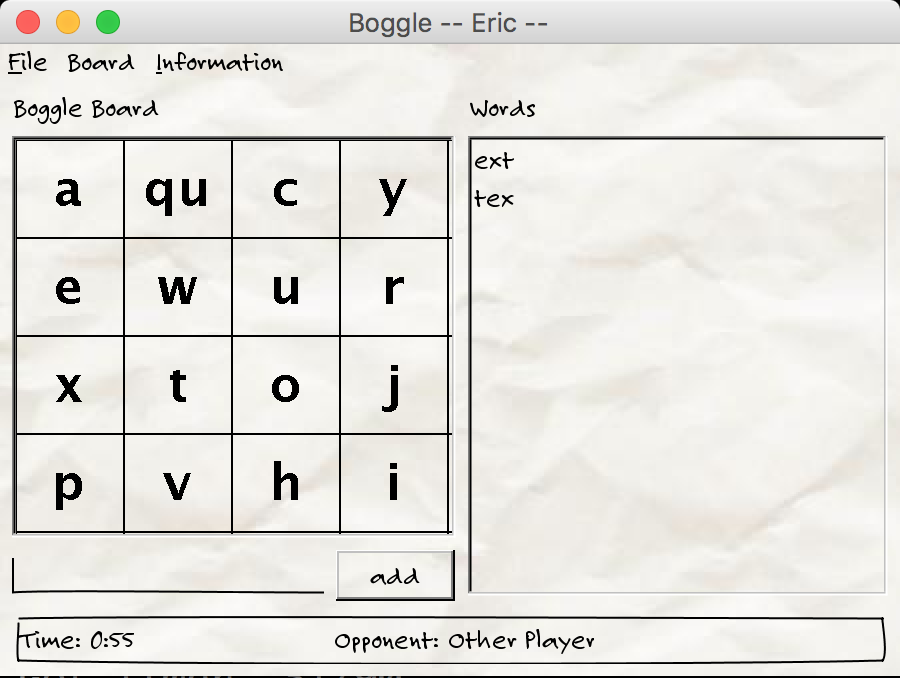 Boggle -- Eric --
File Board Information
Boggle Board
a qu c y
e w u r
x t o j
p v h i
add
Words
ext
tex
Time: 0:55 Opponent: Other Player